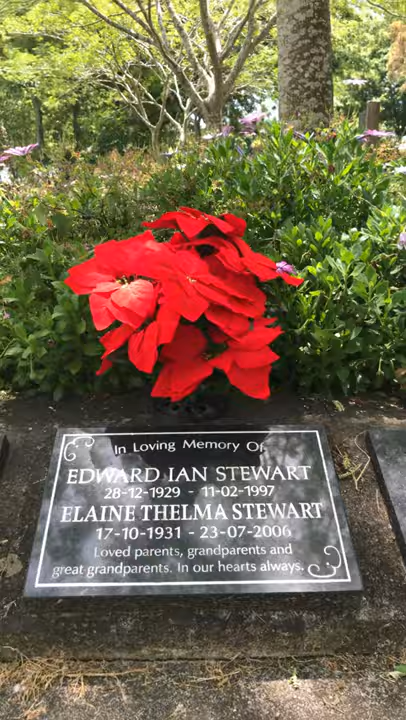 In Loving Memory Of
EDWARD IAN STEWART
28-12-1929 - 11-02-1997
ELAINE THELMA STEWART
17-10-1931 - 23-07-2006
Loved parents, grandparents and
great grandparents. In our hearts always.